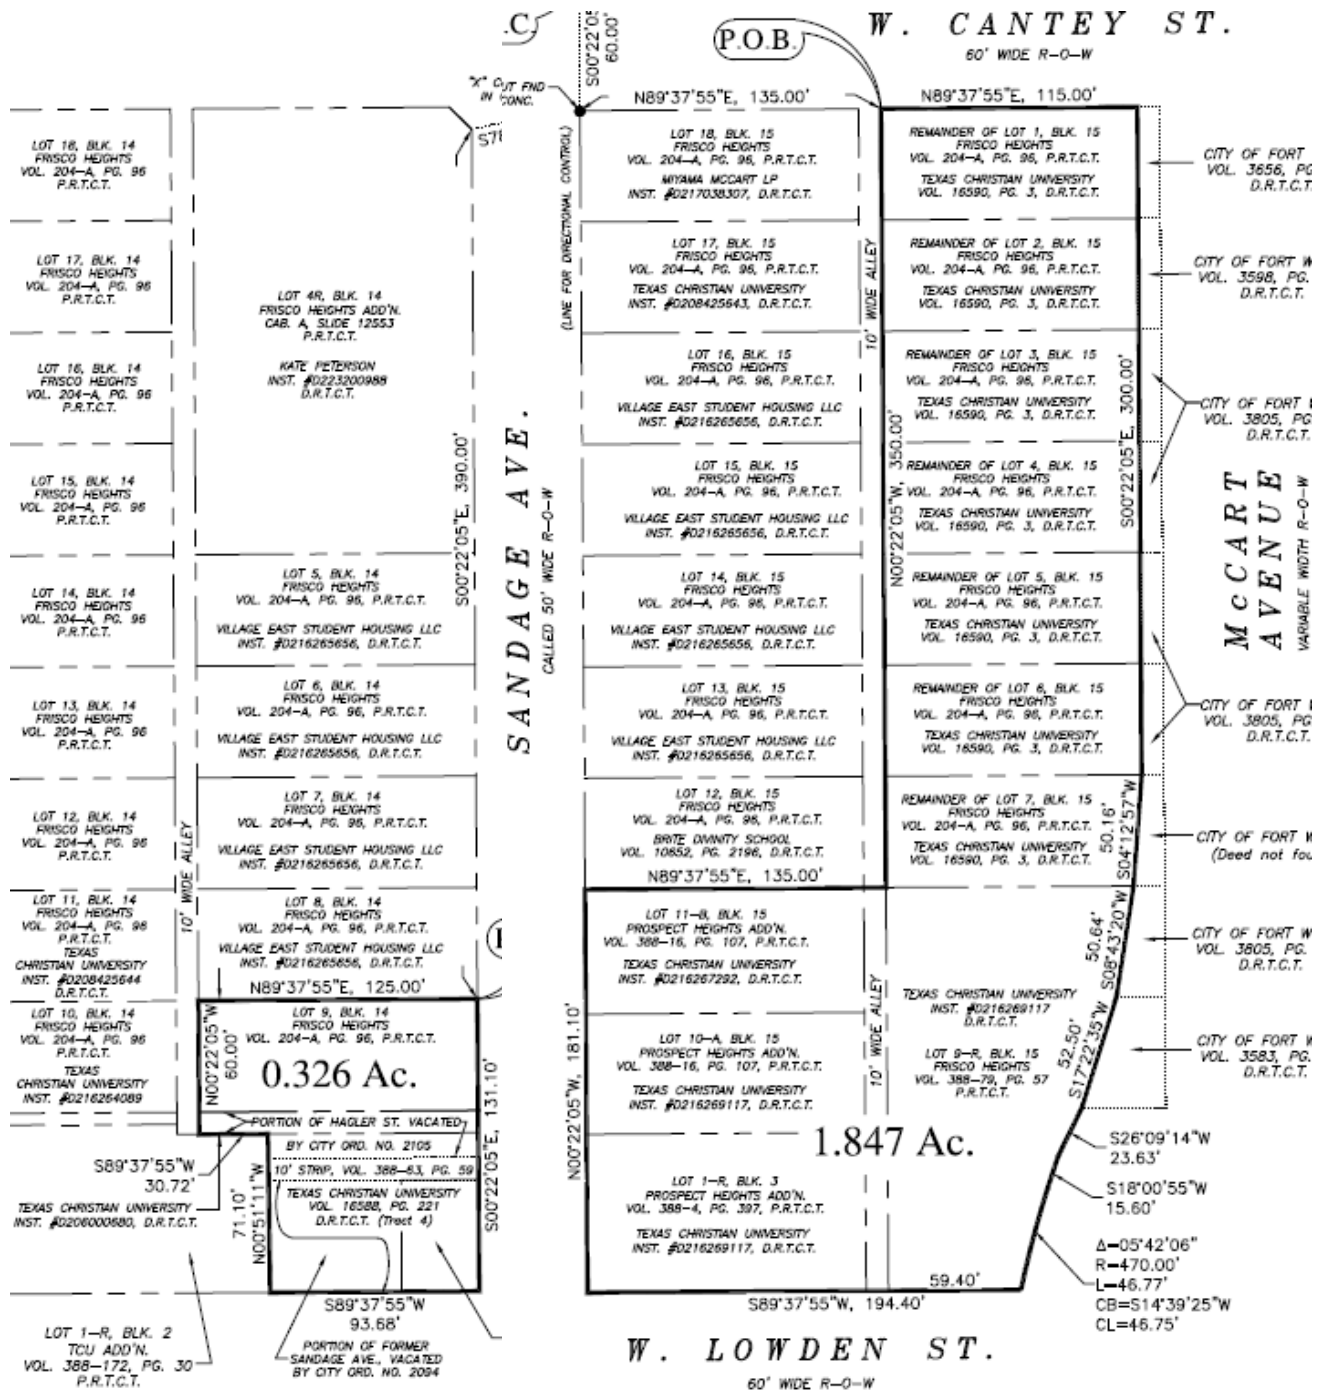 .C
S00°22'05"
60.00'
P.O.B.
W. CANTEY ST.
60' WIDE R-O-W
"X" CUT FND
IN CONC.
N89°37'55"E, 135.00'
N89°37'55"E, 115.00'
LOT 18, BLK. 14
FRISCO HEIGHTS
VOL. 204-A, PG. 96
P.R.T.C.T.
LOT 17, BLK. 14
FRISCO HEIGHTS
VOL. 204-A, PG. 96
P.R.T.C.T.
LOT 16, BLK. 14
FRISCO HEIGHTS
VOL. 204-A, PG. 96
P.R.T.C.T.
LOT 15, BLK. 14
FRISCO HEIGHTS
VOL. 204-A, PG. 96
P.R.T.C.T.
LOT 14, BLK. 14
FRISCO HEIGHTS
VOL. 204-A, PG. 96
P.R.T.C.T.
LOT 13, BLK. 14
FRISCO HEIGHTS
VOL. 204-A, PG. 96
P.R.T.C.T.
LOT 12, BLK. 14
FRISCO HEIGHTS
VOL. 204-A, PG. 96
P.R.T.C.T.
LOT 11, BLK. 14
FRISCO HEIGHTS
VOL. 204-A, PG. 96
P.R.T.C.T.
TEXAS
CHRISTIAN UNIVERSITY
INST. #D208425644
D.R.T.C.T.
LOT 10, BLK. 14
FRISCO HEIGHTS
VOL. 204-A, PG. 96
P.R.T.C.T.
TEXAS
CHRISTIAN UNIVERSITY
INST. #D216264089
10' WIDE ALLEY
S71
LOT 4R, BLK. 14
FRISCO HEIGHTS ADD'N.
CAB. A, SLIDE 12553
P.R.T.C.T.
KATE PETERSON
INST. #D223200988
D.R.T.C.T.
S00°22'05"E, 390.00'
LOT 5, BLK. 14
FRISCO HEIGHTS
VOL. 204-A, PG. 96, P.R.T.C.T.
VILLAGE EAST STUDENT HOUSING LLC
INST. #D216265656, D.R.T.C.T.
LOT 6, BLK. 14
FRISCO HEIGHTS
VOL. 204-A, PG. 96, P.R.T.C.T.
VILLAGE EAST STUDENT HOUSING LLC
INST. #D216265656, D.R.T.C.T.
LOT 7, BLK. 14
FRISCO HEIGHTS
VOL. 204-A, PG. 96, P.R.T.C.T.
VILLAGE EAST STUDENT HOUSING LLC
INST. #D216265656, D.R.T.C.T.
LOT 8, BLK. 14
FRISCO HEIGHTS
VOL. 204-A, PG. 96, P.R.T.C.T.
VILLAGE EAST STUDENT HOUSING LLC
INST. #D216265656, D.R.T.C.T.
N89°37'55"E, 125.00'
LOT 9, BLK. 14
FRISCO HEIGHTS
VOL. 204-A, PG. 96, P.R.T.C.T.
N00°22'05"W
60.00'
0.326 Ac.
PORTION OF HAGLER ST. VACATED
BY CITY ORD. NO. 2105
10' STRIP, VOL. 388-63, PG. 59
TEXAS CHRISTIAN UNIVERSITY
VOL. 16588, PG. 221
D.R.T.C.T. (Tract 4)
S00°22'05"E, 131.10'
S89°37'55"W
30.72'
TEXAS CHRISTIAN UNIVERSITY
INST. #D206000680, D.R.T.C.T.
71.10'
N00°51'11"W
S89°37'55"W
93.68'
LOT 1-R, BLK. 2
TCU ADD'N.
VOL. 388-172, PG. 30
P.R.T.C.T.
PORTION OF FORMER
SANDAGE AVE., VACATED
BY CITY ORD. NO. 2094
SANDAGE AVE.
CALLED 50' WIDE R-O-W
(LINE FOR DIRECTIONAL CONTROL)
LOT 18, BLK. 15
FRISCO HEIGHTS
VOL. 204-A, PG. 96, P.R.T.C.T.
MIYAMA MCCART LP
INST. #D217038307, D.R.T.C.T.
LOT 17, BLK. 15
FRISCO HEIGHTS
VOL. 204-A, PG. 96, P.R.T.C.T.
TEXAS CHRISTIAN UNIVERSITY
INST. #D208425643, D.R.T.C.T.
LOT 16, BLK. 15
FRISCO HEIGHTS
VOL. 204-A, PG. 96, P.R.T.C.T.
VILLAGE EAST STUDENT HOUSING LLC
INST. #D216265656, D.R.T.C.T.
LOT 15, BLK. 15
FRISCO HEIGHTS
VOL. 204-A, PG. 96, P.R.T.C.T.
VILLAGE EAST STUDENT HOUSING LLC
INST. #D216265656, D.R.T.C.T.
LOT 14, BLK. 15
FRISCO HEIGHTS
VOL. 204-A, PG. 96, P.R.T.C.T.
VILLAGE EAST STUDENT HOUSING LLC
INST. #D216265656, D.R.T.C.T.
LOT 13, BLK. 15
FRISCO HEIGHTS
VOL. 204-A, PG. 96, P.R.T.C.T.
VILLAGE EAST STUDENT HOUSING LLC
INST. #D216265656, D.R.T.C.T.
LOT 12, BLK. 15
FRISCO HEIGHTS
VOL. 204-A, PG. 96, P.R.T.C.T.
BRITE DIVINITY SCHOOL
VOL. 10652, PG. 2196, D.R.T.C.T.
N89°37'55"E, 135.00'
10' WIDE ALLEY
N00°22'05"W, 350.00'
REMAINDER OF LOT 1, BLK. 15
FRISCO HEIGHTS
VOL. 204-A, PG. 96, P.R.T.C.T.
TEXAS CHRISTIAN UNIVERSITY
VOL. 16590, PG. 3, D.R.T.C.T.
REMAINDER OF LOT 2, BLK. 15
FRISCO HEIGHTS
VOL. 204-A, PG. 96, P.R.T.C.T.
TEXAS CHRISTIAN UNIVERSITY
VOL. 16590, PG. 3, D.R.T.C.T.
REMAINDER OF LOT 3, BLK. 15
FRISCO HEIGHTS
VOL. 204-A, PG. 96, P.R.T.C.T.
TEXAS CHRISTIAN UNIVERSITY
VOL. 16590, PG. 3, D.R.T.C.T.
REMAINDER OF LOT 4, BLK. 15
FRISCO HEIGHTS
VOL. 204-A, PG. 96, P.R.T.C.T.
TEXAS CHRISTIAN UNIVERSITY
VOL. 16590, PG. 3, D.R.T.C.T.
REMAINDER OF LOT 5, BLK. 15
FRISCO HEIGHTS
VOL. 204-A, PG. 96, P.R.T.C.T.
TEXAS CHRISTIAN UNIVERSITY
VOL. 16590, PG. 3, D.R.T.C.T.
REMAINDER OF LOT 6, BLK. 15
FRISCO HEIGHTS
VOL. 204-A, PG. 96, P.R.T.C.T.
TEXAS CHRISTIAN UNIVERSITY
VOL. 16590, PG. 3, D.R.T.C.T.
REMAINDER OF LOT 7, BLK. 15
FRISCO HEIGHTS
VOL. 204-A, PG. 96, P.R.T.C.T.
TEXAS CHRISTIAN UNIVERSITY
VOL. 16590, PG. 3, D.R.T.C.T.
S00°22'05"E, 300.00'
50.16'
S04°12'57"W
50.64'
S08°43'20"W
52.50'
S17°22'35"W
LOT 11-B, BLK. 15
PROSPECT HEIGHTS ADD'N.
VOL. 388-16, PG. 107, P.R.T.C.T.
TEXAS CHRISTIAN UNIVERSITY
INST. #D216267292, D.R.T.C.T.
LOT 10-A, BLK. 15
PROSPECT HEIGHTS ADD'N.
VOL. 388-16, PG. 107, P.R.T.C.T.
TEXAS CHRISTIAN UNIVERSITY
INST. #D216269117, D.R.T.C.T.
N00°22'05"W, 181.10'
10' WIDE ALLEY
TEXAS CHRISTIAN UNIVERSITY
INST. #D216269117
D.R.T.C.T.
LOT 9-R, BLK. 15
FRISCO HEIGHTS
VOL. 388-79, PG. 57
P.R.T.C.T.
1.847 Ac.
LOT 1-R, BLK. 3
PROSPECT HEIGHTS ADD'N.
VOL. 388-4, PG. 397, P.R.T.C.T.
TEXAS CHRISTIAN UNIVERSITY
INST. #D216269117, D.R.T.C.T.
59.40'
S89°37'55"W, 194.40'
W. LOWDEN ST.
60' WIDE R-O-W
CITY OF FORT
VOL. 3656, PG
D.R.T.C.T.
CITY OF FORT W
VOL. 3598, PG.
D.R.T.C.T.
CITY OF FORT
VOL. 3805, PG
D.R.T.C.T.
McCART
AVENUE
VARIABLE WIDTH R-O-W
CITY OF FORT
VOL. 3805, PG
D.R.T.C.T.
CITY OF FORT W
(Deed not fou
CITY OF FORT W
VOL. 3805, PG.
D.R.T.C.T.
CITY OF FORT W
VOL. 3583, PG.
D.R.T.C.T.
S26°09'14"W
23.63'
S18°00'55"W
15.60'
Δ=05°42'06"
R=470.00'
L=46.77'
CB=S14°39'25"W
CL=46.75'